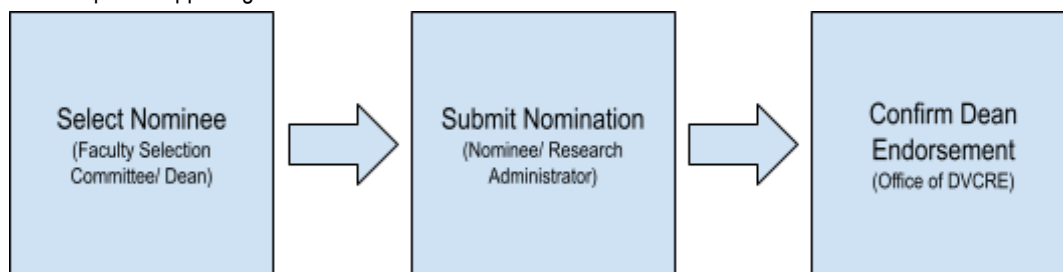 Select Nominee
(Faculty Selection
Committee/ Dean)
Submit Nomination
(Nominee/ Research
Administrator)
Confirm Dean
Endorsement
(Office of DVCRE)